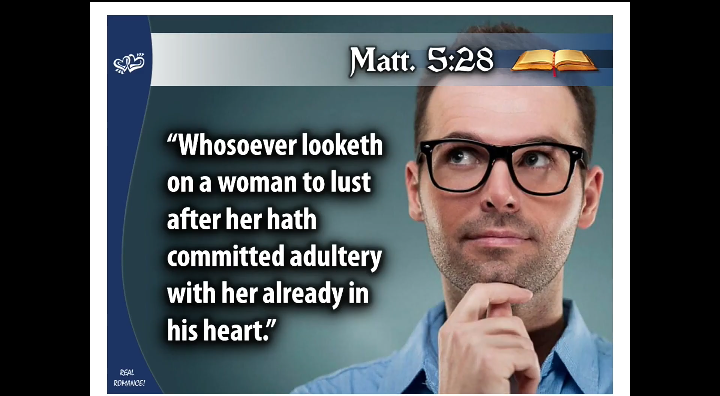 Matt. 5:28
“Whosoever looketh
on a woman to lust
after her hath
committed adultery
with her already in
his heart.”
REAL
ROMANCE!